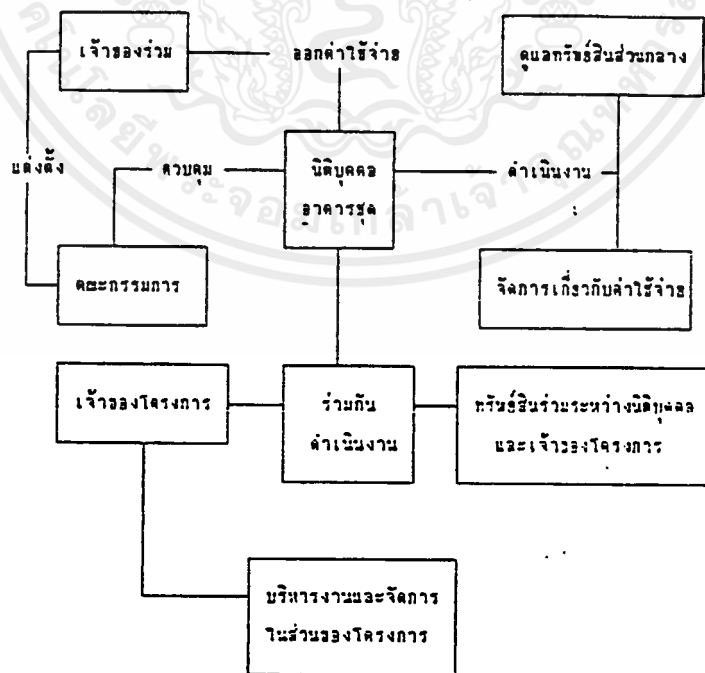 เจ้าของร่วม
ออกค่าใช้จ่าย
ดูแลทรัพย์สินส่วนกลาง
แต่งตั้ง
ควบคุม
นิติบุคคล
อาคารชุด
ดำเนินงาน
คณะกรรมการ
จัดการเกี่ยวกับค่าใช้จ่าย
เจ้าของโครงการ
ร่วมกัน
ดำเนินงาน
ทรัพย์สินร่วมระหว่างนิติบุคคล
และเจ้าของโครงการ
บริหารงานและจัดการ
ในส่วนของโครงการ